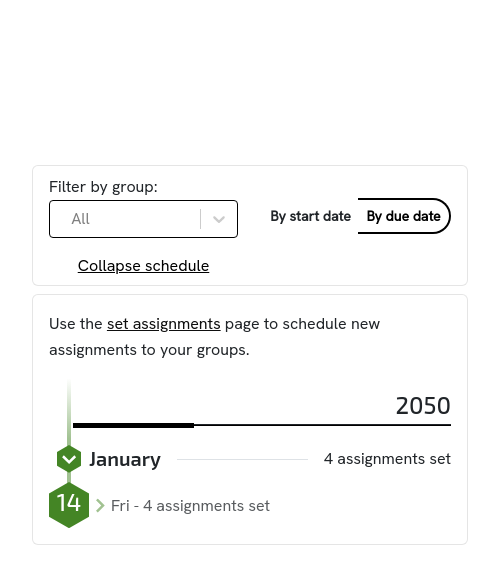 Filter by group:
All
By start date
By due date
Collapse schedule
Use the set assignments page to schedule new
assignments to your groups.
2050
January
4 assignments set
14
Fri - 4 assignments set